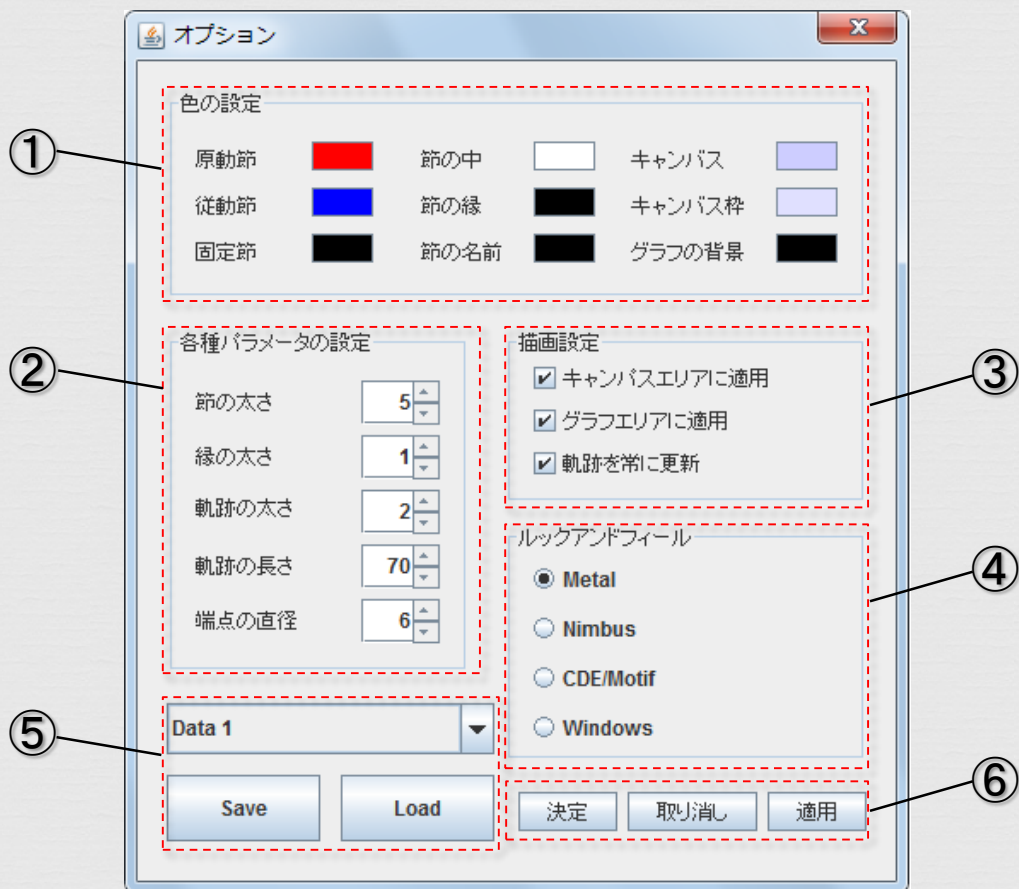 オプション
色の設定
①
原動節 節の中 キャンバス
従動節 節の縁 キャンバス枠
固定節 節の名前 グラフの背景
②
各種パラメータの設定
節の太さ 5
縁の太さ 1
軌跡の太さ 2
軌跡の長さ 70
端点の直径 6
描画設定
③
キャンバスエリアに適用
グラフエリアに適用
軌跡を常に更新
ルックアンドフィール
④
Metal
Nimbus
CDE/Motif
Windows
⑤
Data 1
Save Load
⑥
決定 取り消し 適用